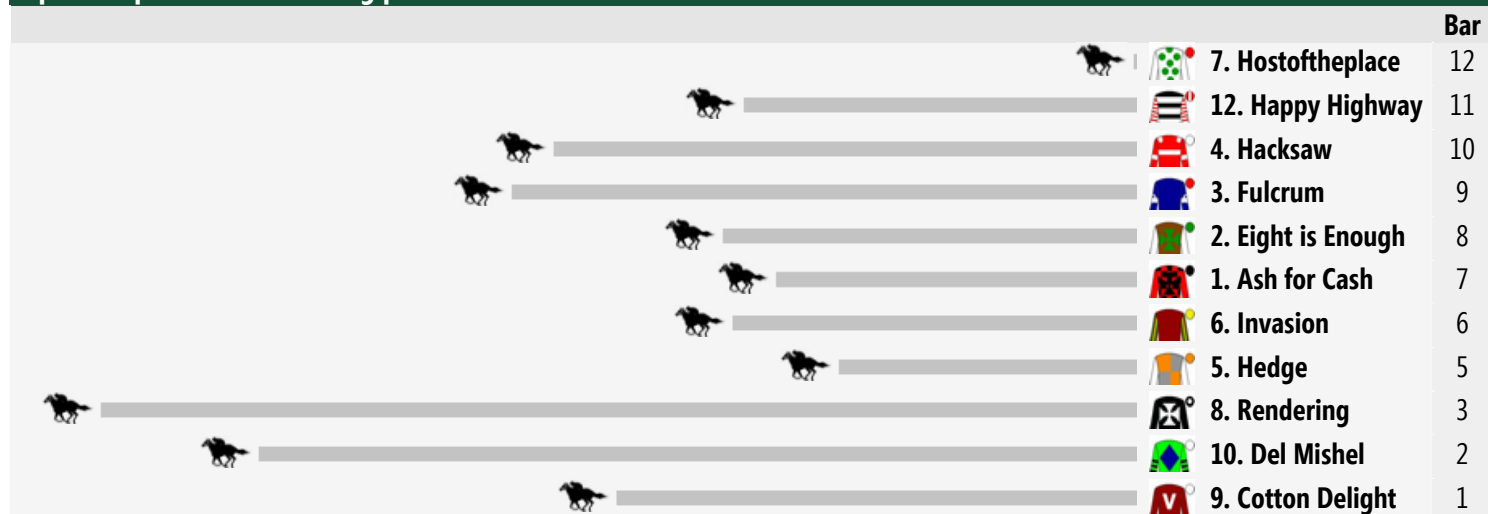 Bar
7. Hostoftheplace 12
12. Happy Highway 11
4. Hacksaw 10
3. Fulcrum 9
2. Eight is Enough 8
1. Ash for Cash 7
6. Invasion 6
5. Hedge 5
8. Rendering 3
10. Del Mishel 2
V 9. Cotton Delight 1